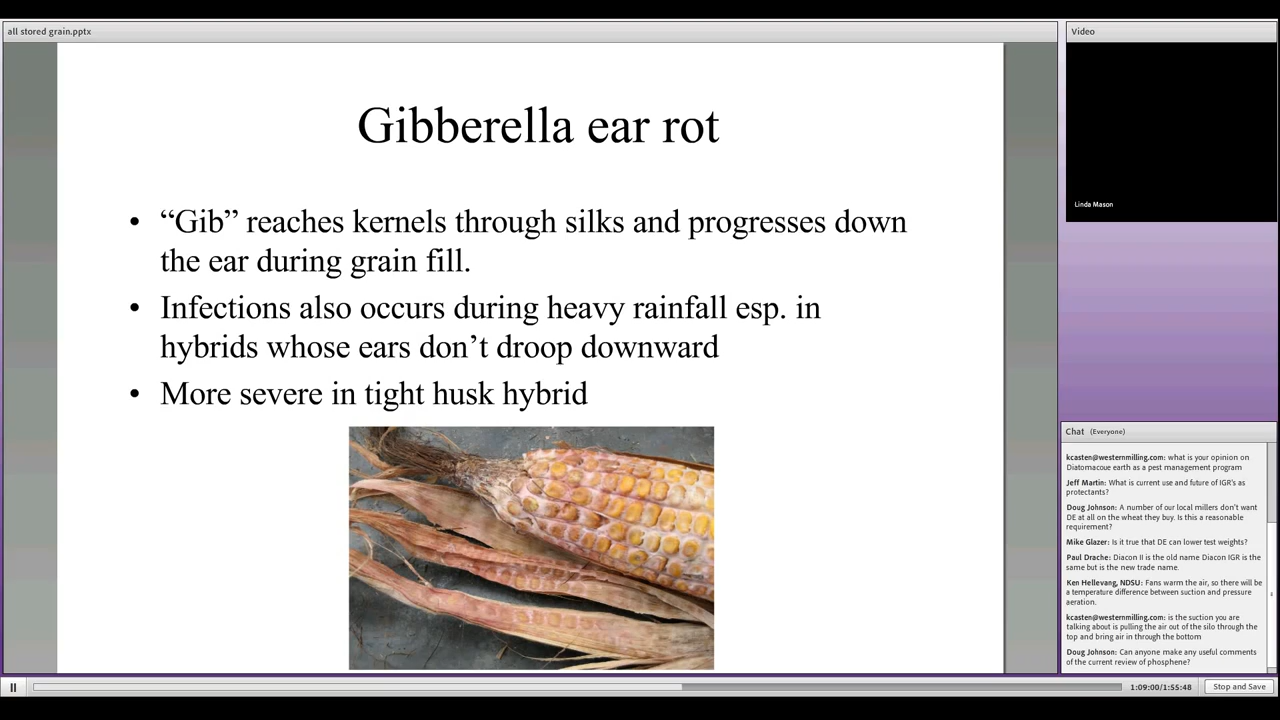 all stored grain.pptx
Gibberella ear rot
• “Gib” reaches kernels through silks and progresses down
the ear during grain fill.
• Infections also occurs during heavy rainfall esp. in
hybrids whose ears don’t droop downward
• More severe in tight husk hybrid
Video
Linda Mason
Chat (Everyone)
kcasten@westernmilling.com: what is your opinion on
Diatomacoue earth as a pest management program
Jeff Martin: What is current use and future of IGR's as
protectants?
Doug Johnson: A number of our local millers don't want
DE at all on the wheat they buy. Is this a reasonable
requirement?
Mike Glazer: Is it true that DE can lower test weights?
Paul Drache: Diacon II is the old name Diacon IGR is the
same but is the new trade name.
Ken Hellevang, NDSU: Fans warm the air, so there will be
a temperature difference between suction and pressure
aeration.
kcasten@westernmilling.com: is the suction you are
talking about is pulling the air out of the silo through the
top and bring air in through the bottom
Doug Johnson: Can anyone make any useful comments
of the current review of phosphene?
1:09:00/1:55:48
Stop and Save